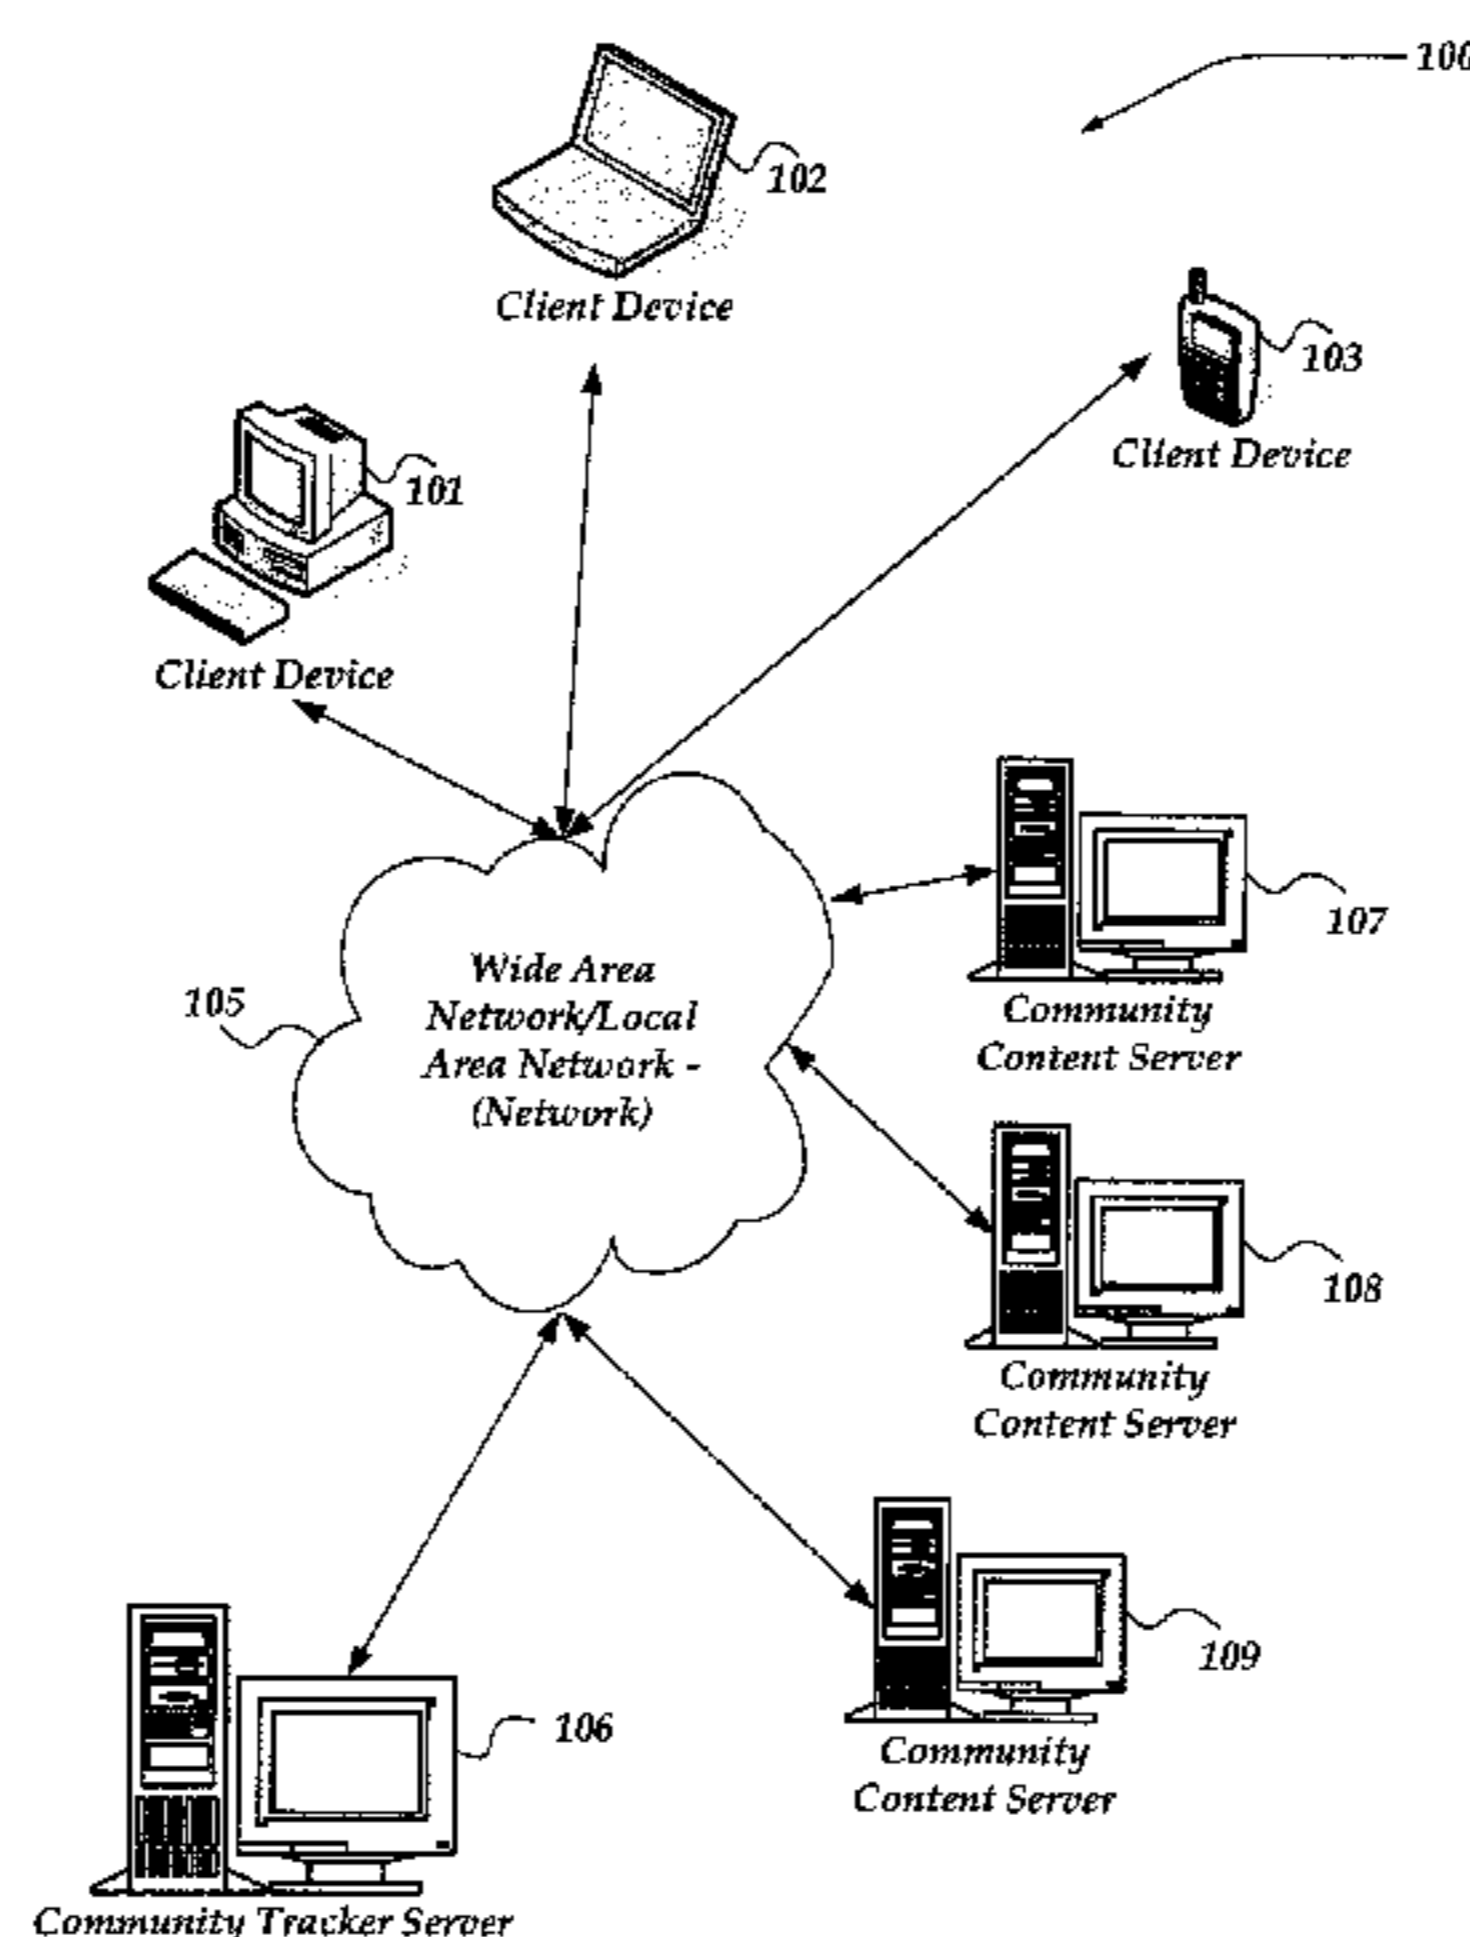 100
102
Client Device
103
Client Device
101
Client Device
107
Community
Content Server
105
Wide Area
Network/Local
Area Network -
(Network)
108
Community
Content Server
109
Community
Content Server
106
Community Tracker Server